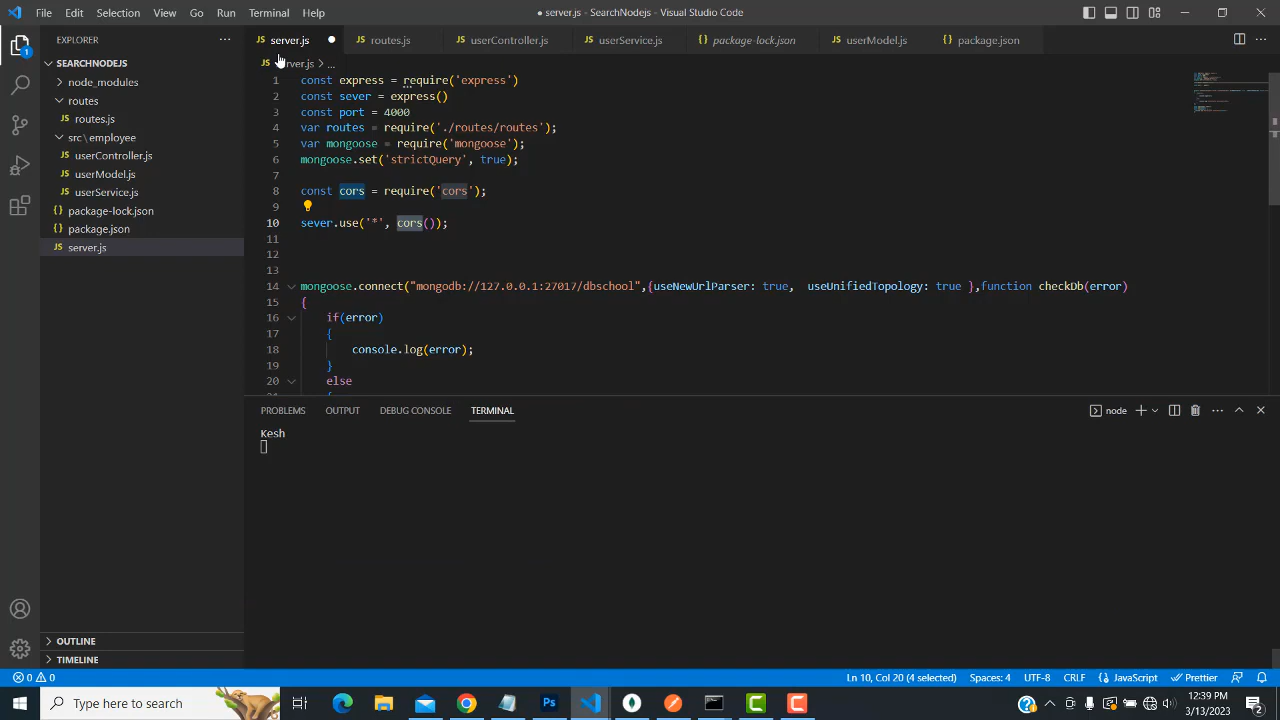 File Edit Selection View Go Run Terminal Help
● server.js - SearchNodejs - Visual Studio Code
EXPLORER
server.js routes.js userController.js userService.js package-lock.json userModel.js package.json
SEARCHNODEJS
node_modules
routes
routes.js
src\employee
userController.js
userModel.js
userService.js
package-lock.json
package.json
server.js
OUTLINE
TIMELINE
server.js > ...
1 const express = require('express')
2 const sever = express()
3 const port = 4000
4 var routes = require('./routes/routes');
5 var mongoose = require('mongoose');
6 mongoose.set('strictQuery', true);
7
8 const cors = require('cors');
9
10 sever.use('*', cors());
11
12
13
14 mongoose.connect("mongodb://127.0.0.1:27017/dbschool",{useNewUrlParser: true,  useUnifiedTopology: true },function checkDb(error)
15 {
16 if(error)
17 {
18 console.log(error);
19 }
20 else
PROBLEMS OUTPUT DEBUG CONSOLE TERMINAL
node
Kesh
0 0
Ln 10, Col 20 (4 selected) Spaces: 4 UTF-8 CRLF JavaScript Prettier
Type here to search
12:39 PM
3/13/2023